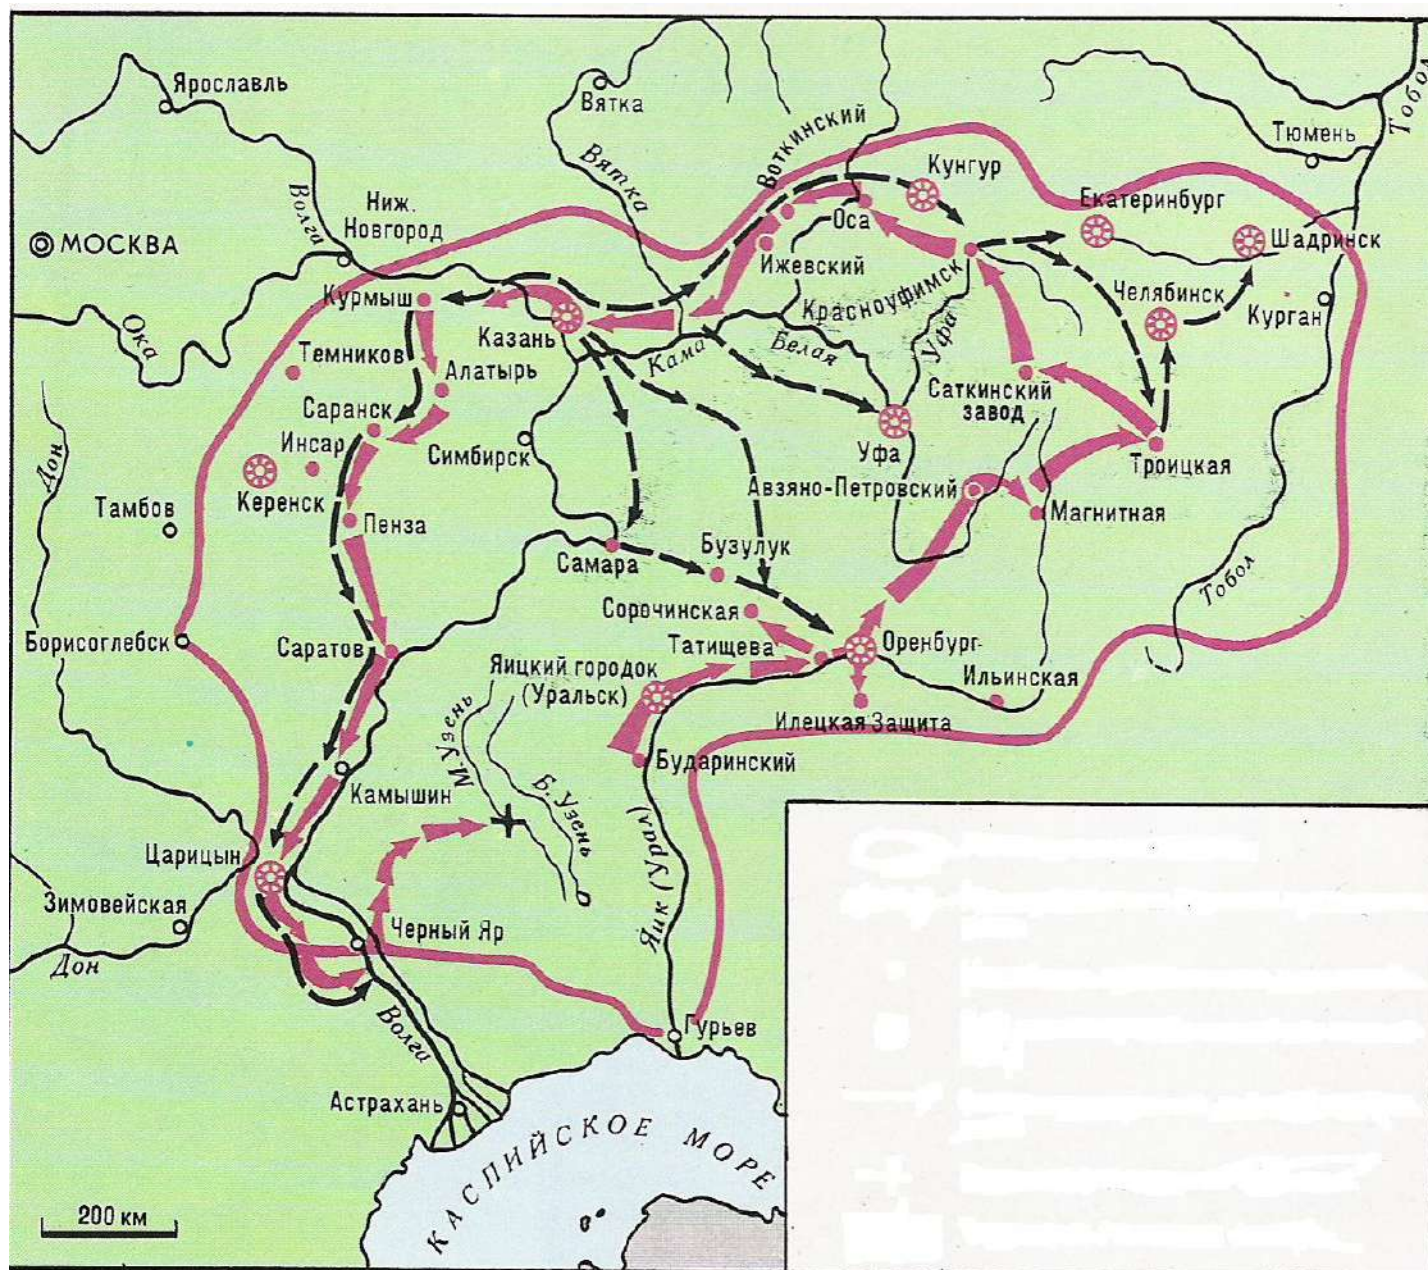 Ярославль
Вятка
Вятка
Воткинский
Тобол
Тюмень
Кунгур
Екатеринбург
Шадринск
Волга
Ниж.
Новгород
МОСКВА
Оса
Ижевский
Красноуфимск
Челябинск
Курган
Курмыш
Казань
Ока
Темников
Алатырь
Кама
Белая
Уфа
Саткинский
завод
Саранск
Инсар
Симбирск
Уфа
Троицкая
Дон
Керенск
Авзяно-Петровский
Магнитная
Тамбов
Пенза
Самара
Бузулук
Тобол
Сорочинская
Борисоглебск
Саратов
Татищева
Оренбург
Яицкий городок
(Уральск)
Ильинская
Илецкая Защита
М. Узень
Бударинский
Камышин
Б. Узень
Царицын
Яик (Урал)
Зимовейская
Черный Яр
Дон
Волга
Гурьев
Астрахань
КАСПИЙСКОЕ МОРЕ
200 км